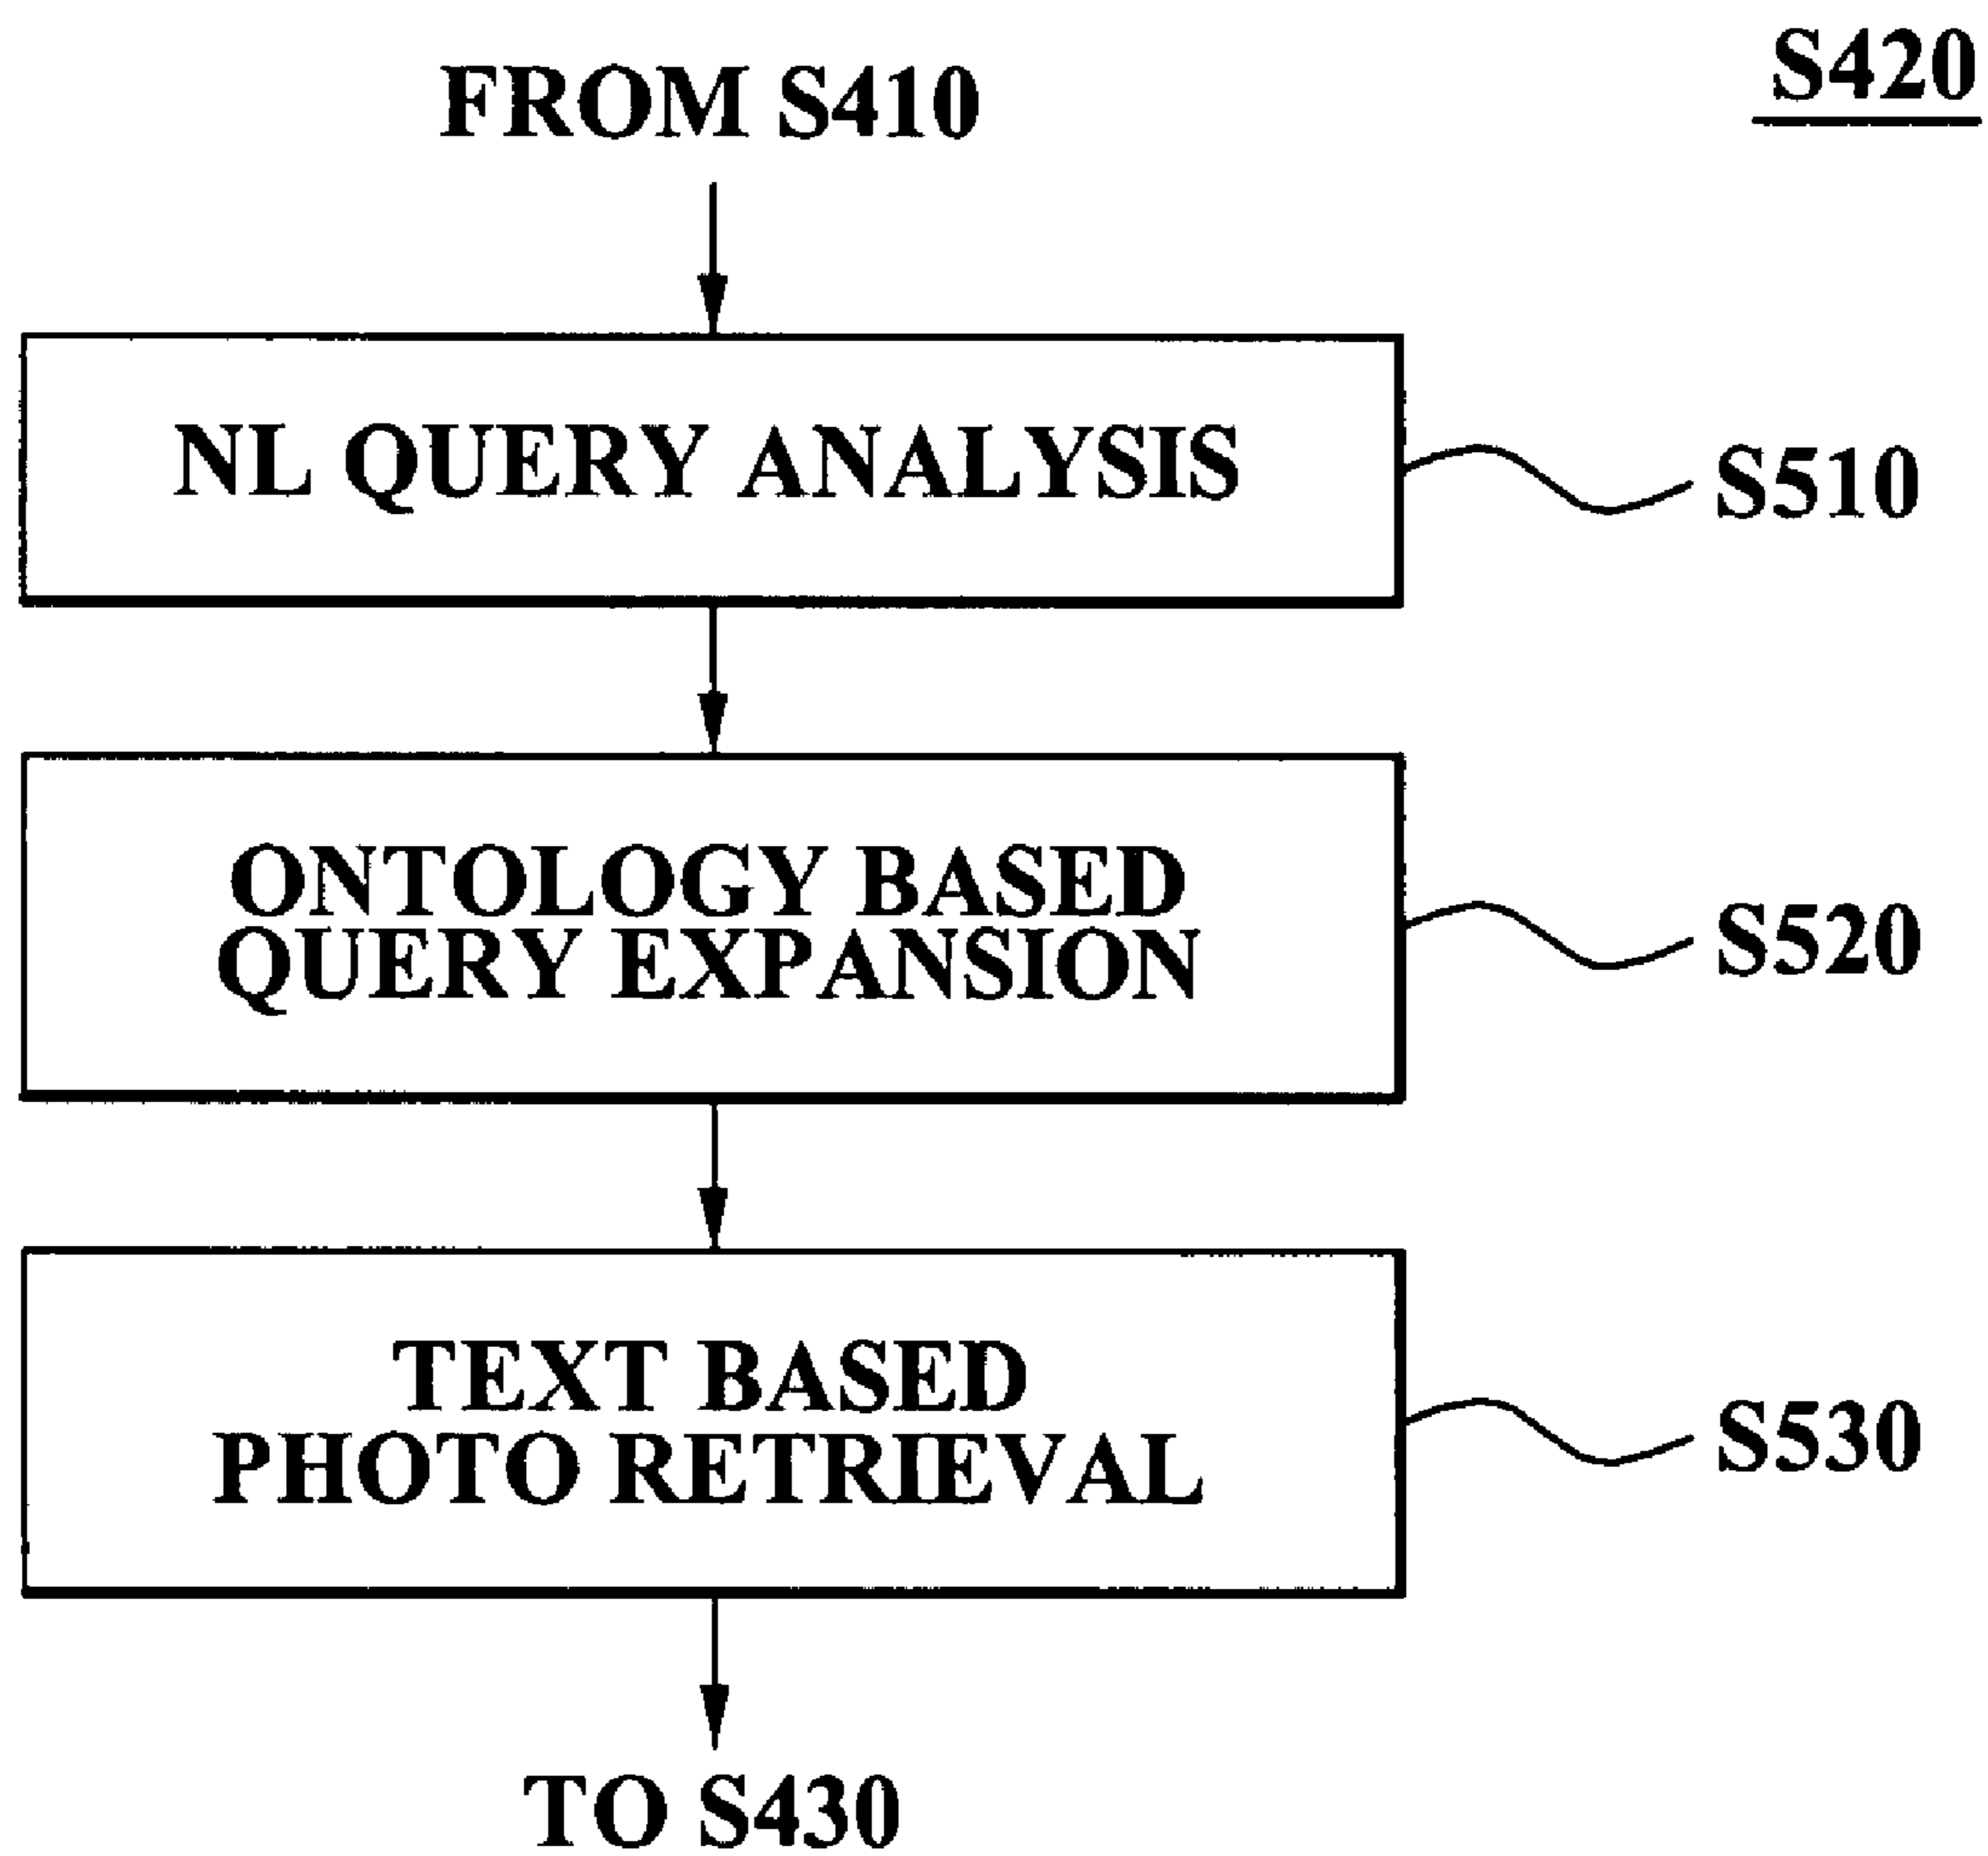 S420
FROM S410
NL QUERY ANALYSIS
S510
ONTOLOGY BASED
QUERY EXPANSION
S520
TEXT BASED
PHOTO RETRIEVAL
S530
TO S430